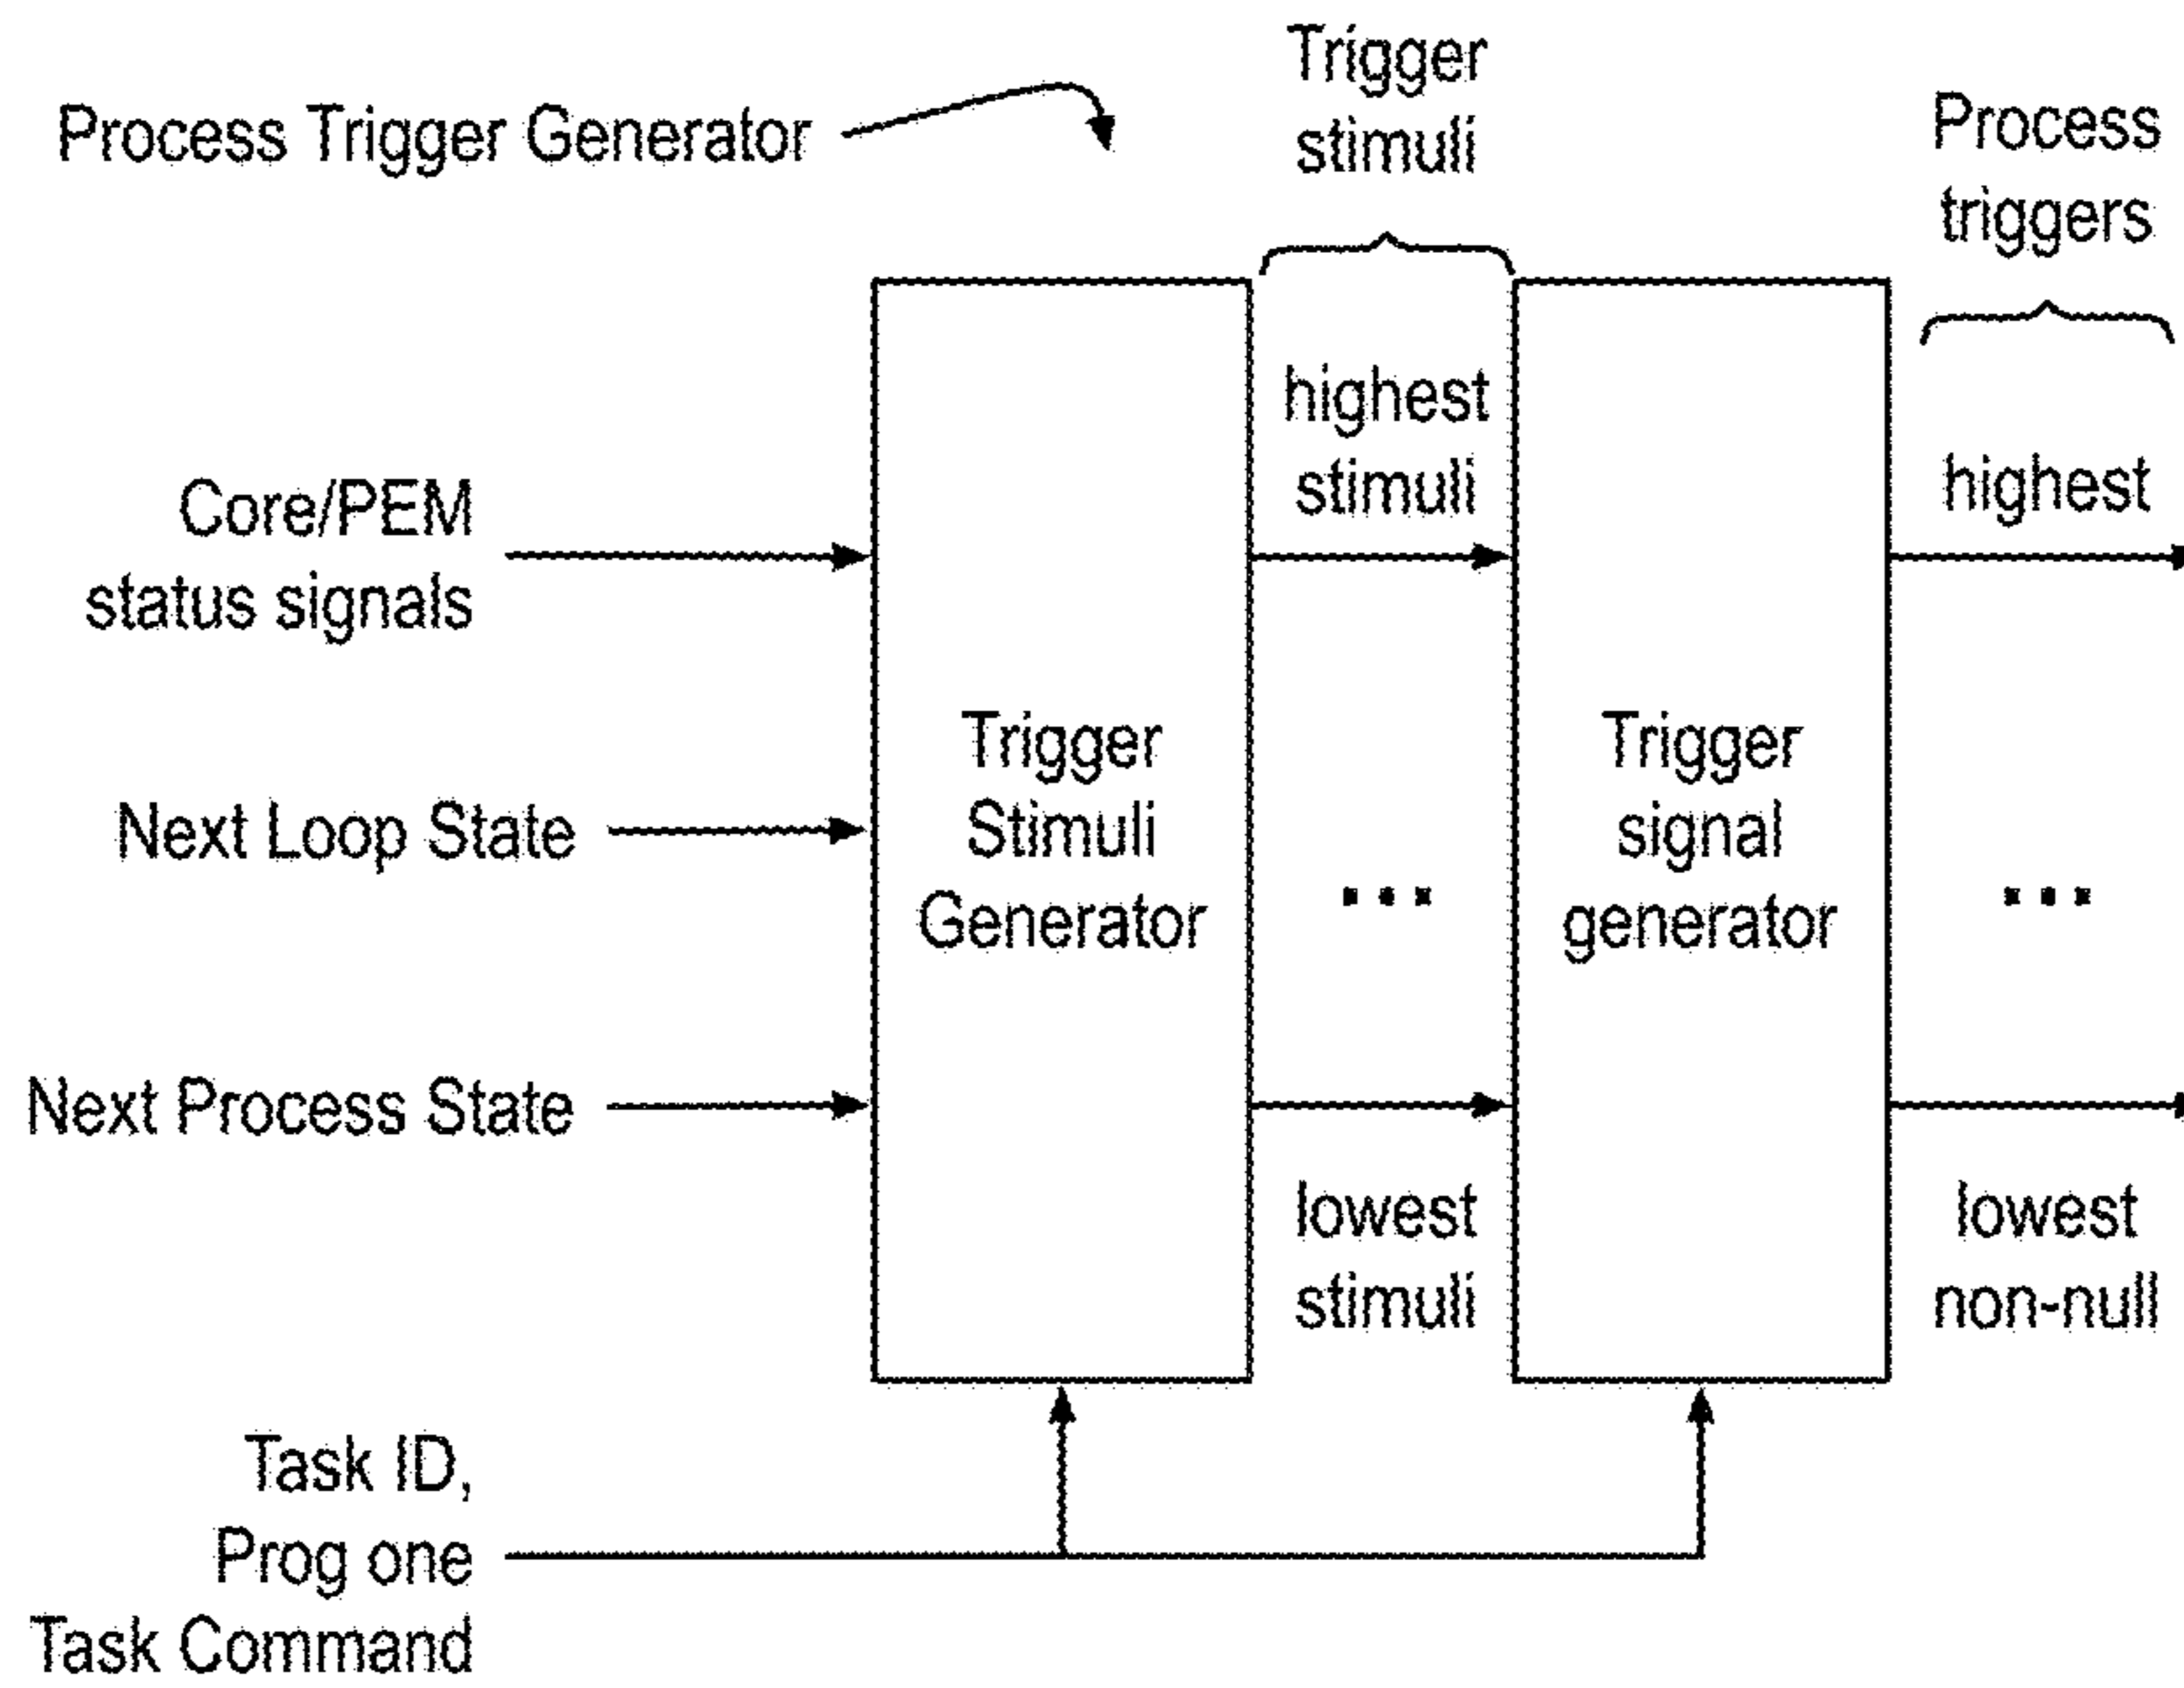 Process Trigger Generator
Trigger
stimuli
Process
triggers
highest
stimuli
highest
Core/PEM
status signals
Next Loop State
Next Process State
Trigger
Stimuli
Generator
...
Trigger
signal
generator
...
lowest
stimuli
lowest
non-null
Task ID,
Prog one
Task Command